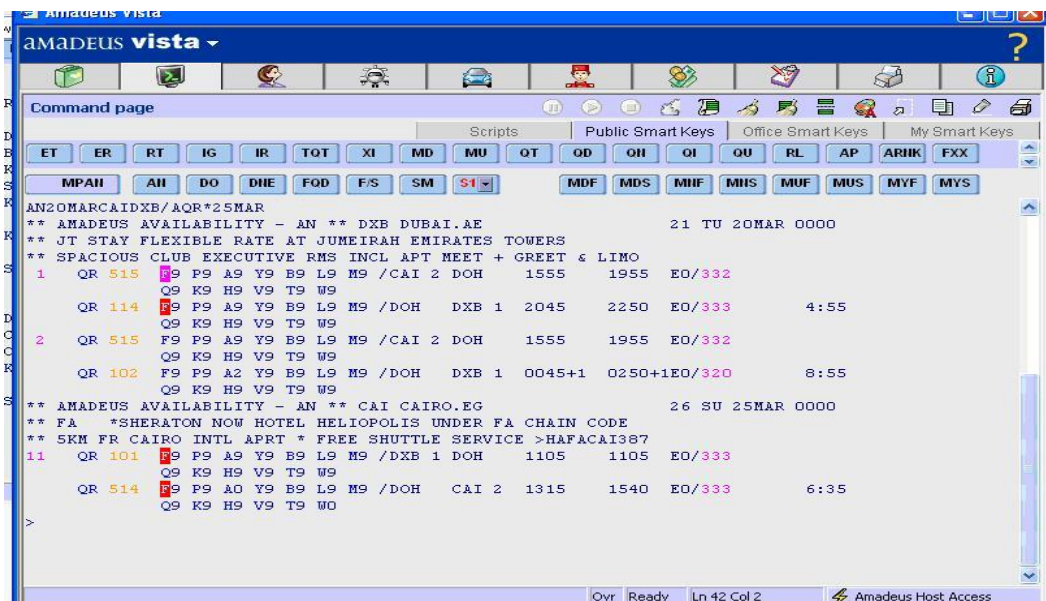 Amadeus Vista
amadeus vista
?
Command page
Scripts Public Smart Keys Office Smart Keys My Smart Keys
ET ER RT IG IR TQT XI MD MU QT QD QN QI QU RL AP ARNK FXX
MPAN AN DO DNE FQD F/S SM S1 MDF MDS MNF MNS MUF MUS MYF MYS
AN20MARCAIDXB/AQR*25MAR
** AMADEUS AVAILABILITY - AN ** DXB DUBAI.AE 21 TU 20MAR 0000
** JT STAY FLEXIBLE RATE AT JUMEIRAH EMIRATES TOWERS
** SPACIOUS CLUB EXECUTIVE RMS INCL APT MEET + GREET & LIMO
1 QR 515 F9 P9 A9 Y9 B9 L9 M9 /CAI 2 DOH 1555 1955 E0/332
Q9 K9 H9 V9 T9 W9
QR 114 F9 P9 A9 Y9 B9 L9 M9 /DOH DXB 1 2045 2250 E0/333 4:55
Q9 K9 H9 V9 T9 W9
2 QR 515 F9 P9 A9 Y9 B9 L9 M9 /CAI 2 DOH 1555 1955 E0/332
Q9 K9 H9 V9 T9 W9
QR 102 F9 P9 A2 Y9 B9 L9 M9 /DOH DXB 1 0045+1 0250+1E0/320 8:55
Q9 K9 H9 V9 T9 W9
** AMADEUS AVAILABILITY - AN ** CAI CAIRO.EG 26 SU 25MAR 0000
** FA *SHERATON NOW HOTEL HELIOPOLIS UNDER FA CHAIN CODE
** 5KM FR CAIRO INTL APRT * FREE SHUTTLE SERVICE >HAFACAI387
11 QR 101 F9 P9 A9 Y9 B9 L9 M9 /DXB 1 DOH 1105 1105 E0/333
Q9 K9 H9 V9 T9 W9
QR 514 F9 P9 A0 Y9 B9 L9 M9 /DOH CAI 2 1315 1540 E0/333 6:35
Q9 K9 H9 V9 T9 W0
>
Ovr Ready Ln 42 Col 2 Amadeus Host Access